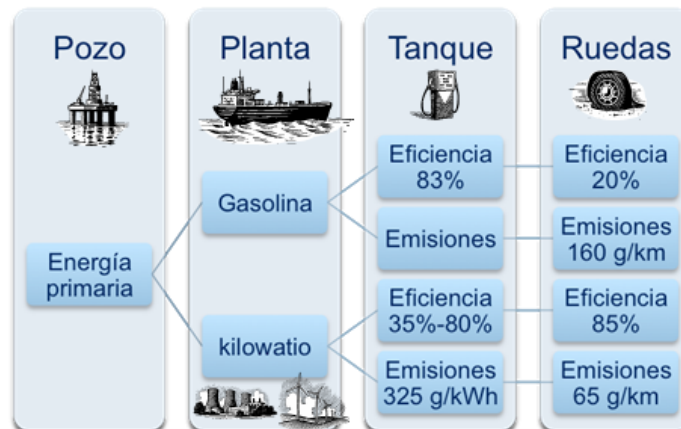 Pozo
Planta
Tanque
Ruedas
Energía
primaria
Gasolina
kilowatio
Eficiencia
83%
Emisiones
Eficiencia
35%-80%
Emisiones
325 g/kWh
Eficiencia
20%
Emisiones
160 g/km
Eficiencia
85%
Emisiones
65 g/km